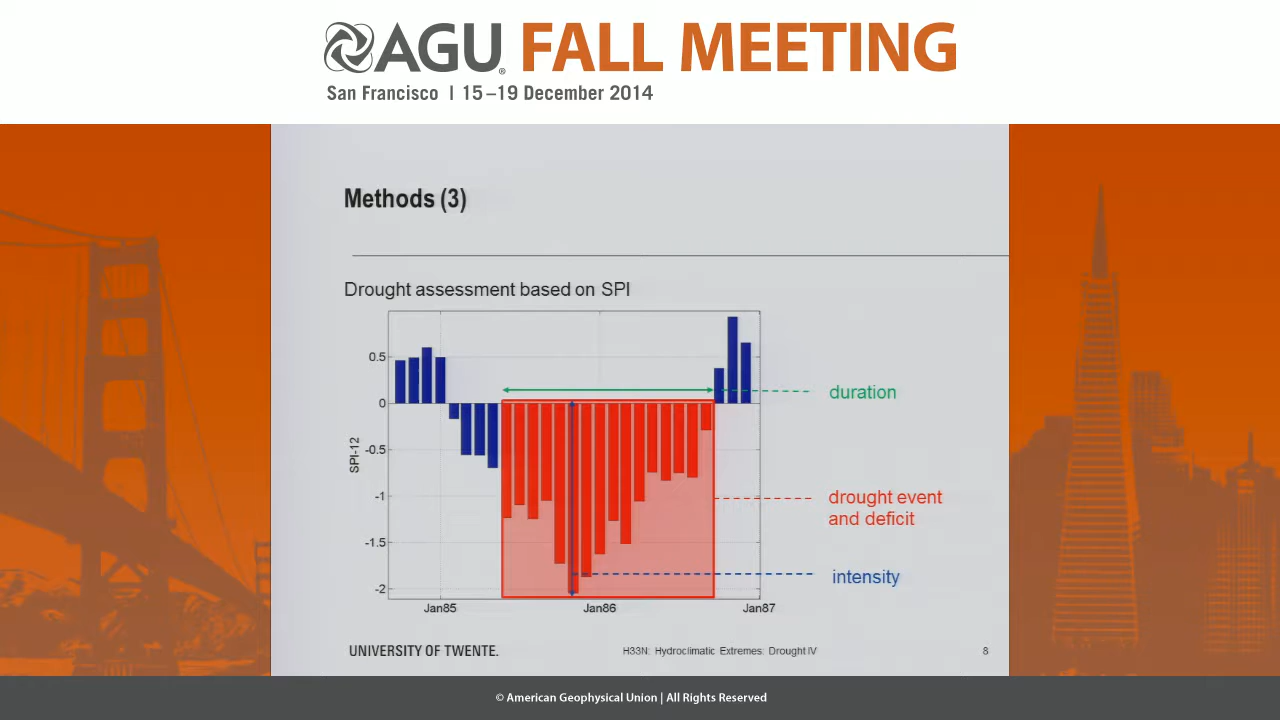 AGU® FALL MEETING
San Francisco | 15–19 December 2014
Methods (3)
Drought assessment based on SPI
0.5
0
-0.5
-1
-1.5
-2
SPI-12
Jan85
Jan86
Jan87
duration
drought event
and deficit
intensity
UNIVERSITY OF TWENTE.
H33N: Hydroclimatic Extremes: Drought IV
8
© American Geophysical Union | All Rights Reserved